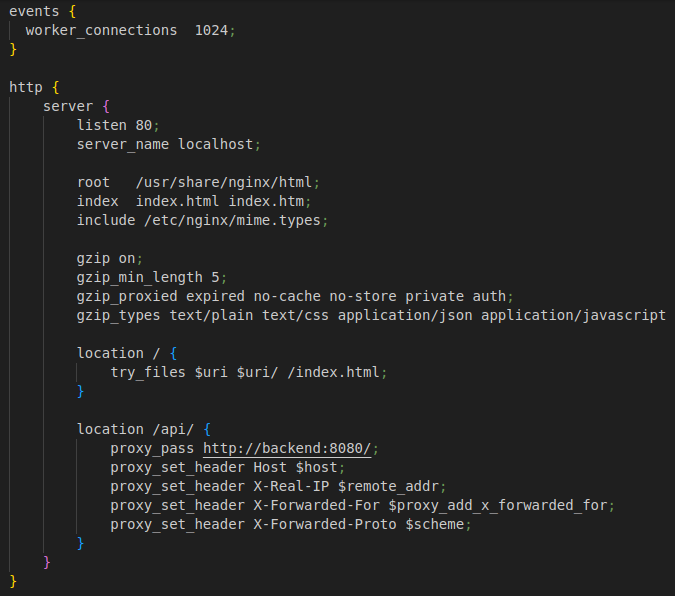 events {
  worker_connections  1024;
}

http {
    server {
        listen 80;
        server_name localhost;

        root   /usr/share/nginx/html;
        index  index.html index.htm;
        include /etc/nginx/mime.types;

        gzip on;
        gzip_min_length 5;
        gzip_proxied expired no-cache no-store private auth;
        gzip_types text/plain text/css application/json application/javascript

        location / {
            try_files $uri $uri/ /index.html;
        }

        location /api/ {
            proxy_pass http://backend:8080/;
            proxy_set_header Host $host;
            proxy_set_header X-Real-IP $remote_addr;
            proxy_set_header X-Forwarded-For $proxy_add_x_forwarded_for;
            proxy_set_header X-Forwarded-Proto $scheme;
        }
    }
}